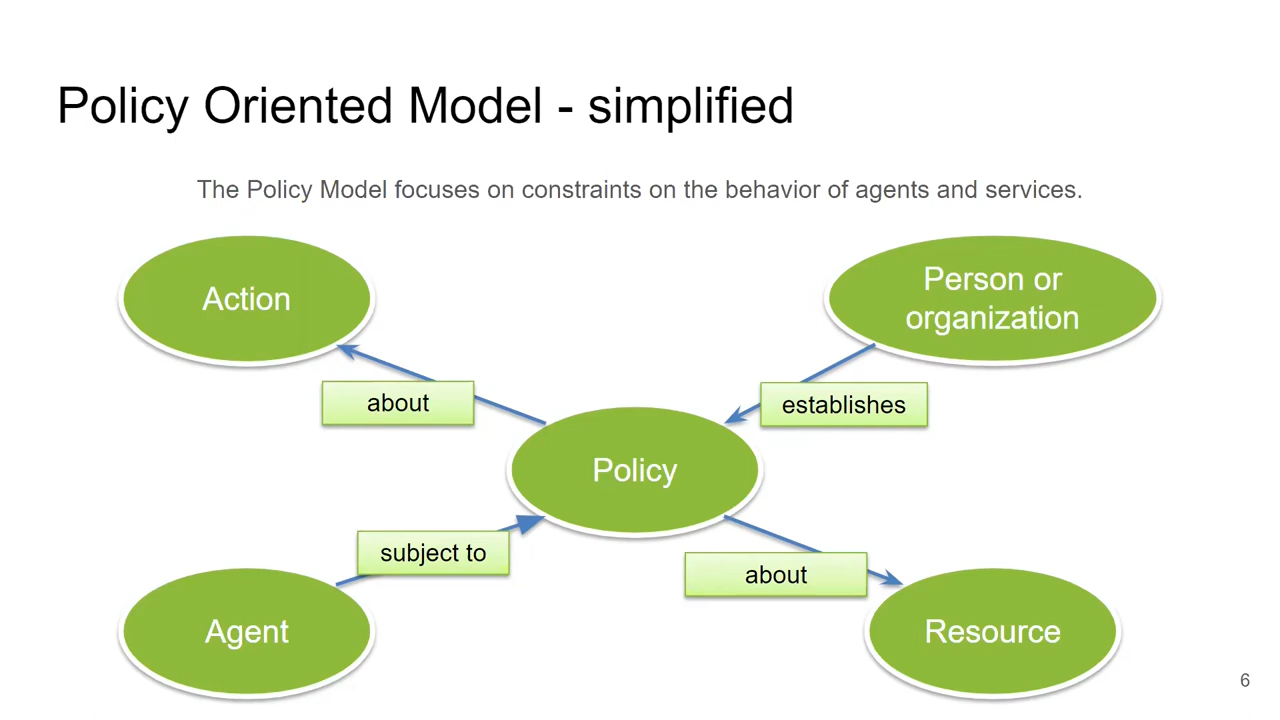 Policy Oriented Model - simplified
The Policy Model focuses on constraints on the behavior of agents and services.
Action
Person or
organization
about
establishes
Policy
subject to
about
Agent
Resource
6